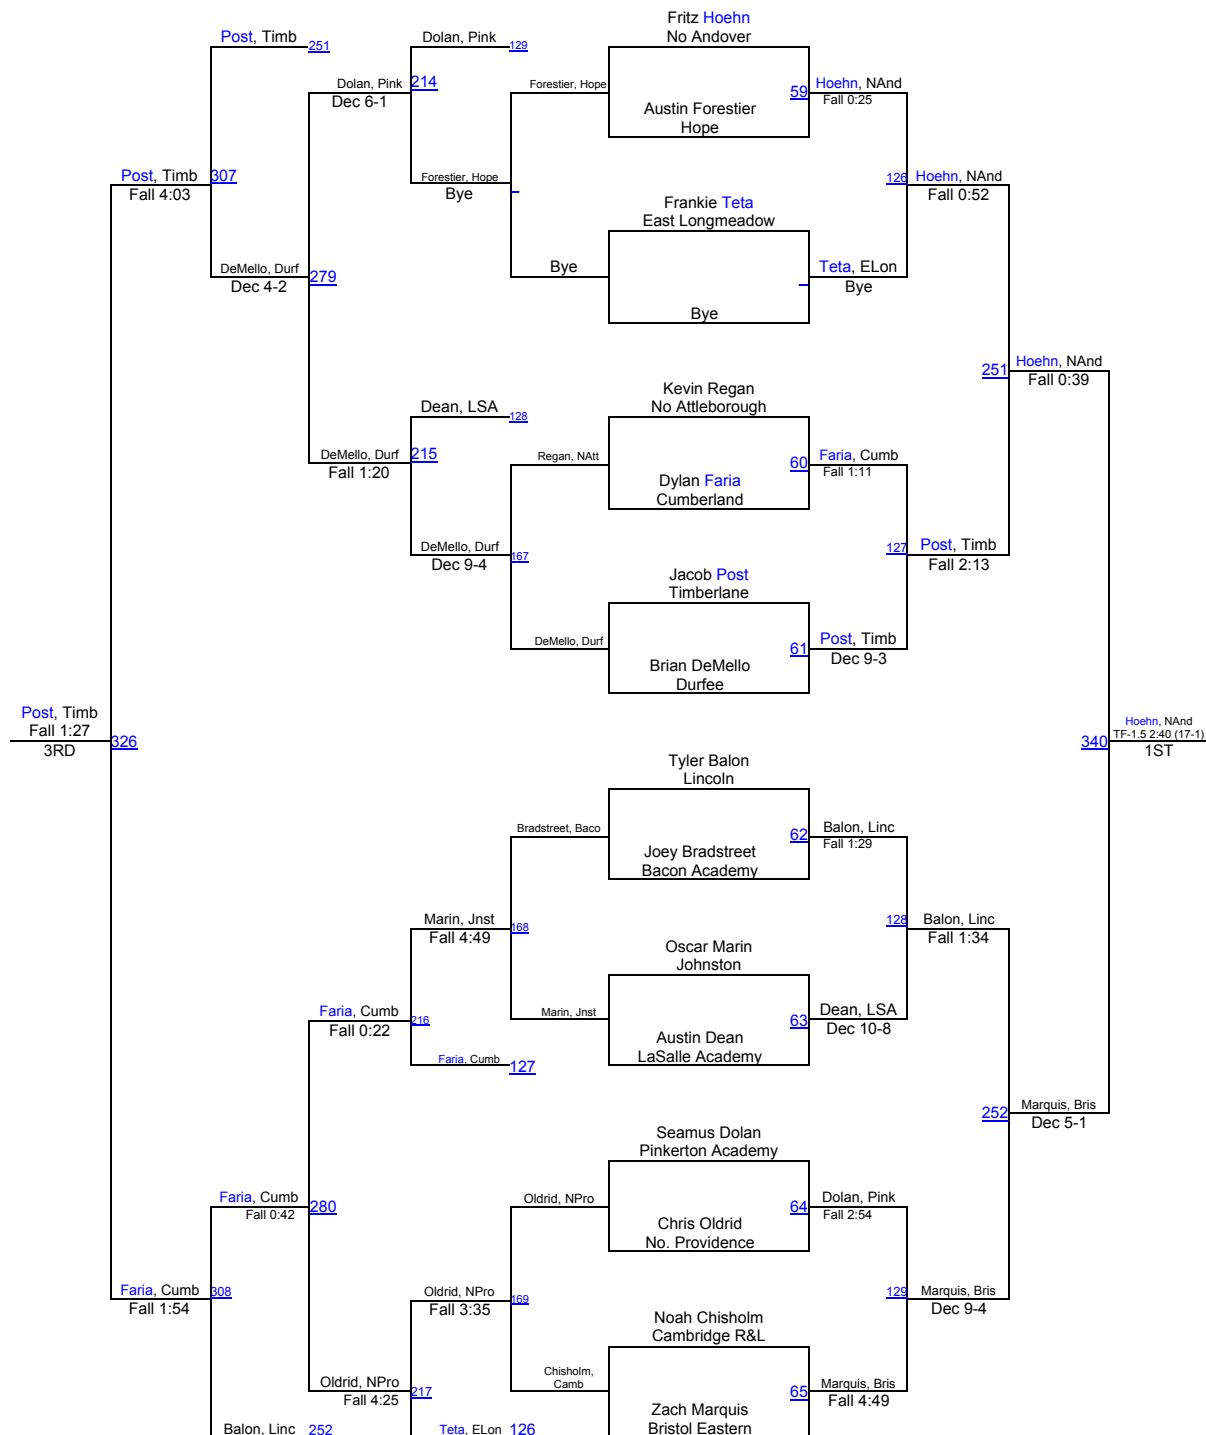 Fritz Hoehn
No Andover
Post, Timb 251
Dolan, Pink 129
Dolan, Pink 214
Dec 6-1
Forestier, Hope
59 Hoehn, NAnd
Fall 0:25
Austin Forestier
Hope
Post, Timb 307
Fall 4:03
Forestier, Hope
Bye
126 Hoehn, NAnd
Fall 0:52
Frankie Teta
East Longmeadow
DeMello, Durf 279
Dec 4-2
Bye
Teta, ELon
Bye
Bye
251 Hoehn, NAnd
Fall 0:39
Kevin Regan
No Attleborough
Dean, LSA 128
DeMello, Durf 215
Fall 1:20
Regan, NAtt
60 Faria, Cumb
Fall 1:11
Dylan Faria
Cumberland
DeMello, Durf 167
Dec 9-4
127 Post, Timb
Fall 2:13
Jacob Post
Timberlane
DeMello, Durf
61 Post, Timb
Dec 9-3
Brian DeMello
Durfee
Post, Timb
Fall 1:27
3RD
326
340
Hoehn, NAnd
TF-1.5 2:40 (17-1)
1ST
Tyler Balon
Lincoln
Bradstreet, Baco
62 Balon, Linc
Fall 1:29
Joey Bradstreet
Bacon Academy
Marin, Jnst 168
Fall 4:49
128 Balon, Linc
Fall 1:34
Oscar Marin
Johnston
Faria, Cumb 216
Fall 0:22
Marin, Jnst
63 Dean, LSA
Dec 10-8
Austin Dean
LaSalle Academy
Faria, Cumb 127
252 Marquis, Bris
Dec 5-1
Seamus Dolan
Pinkerton Academy
Faria, Cumb 280
Fall 0:42
Oldrid, NPro
64 Dolan, Pink
Fall 2:54
Chris Oldrid
No. Providence
Faria, Cumb 308
Fall 1:54
Oldrid, NPro 169
Fall 3:35
129 Marquis, Bris
Dec 9-4
Noah Chisholm
Cambridge R&L
Oldrid, NPro 217
Fall 4:25
Chisholm,
Camb
65 Marquis, Bris
Fall 4:49
Zach Marquis
Bristol Eastern
Balon, Linc 252
Teta, ELon 126